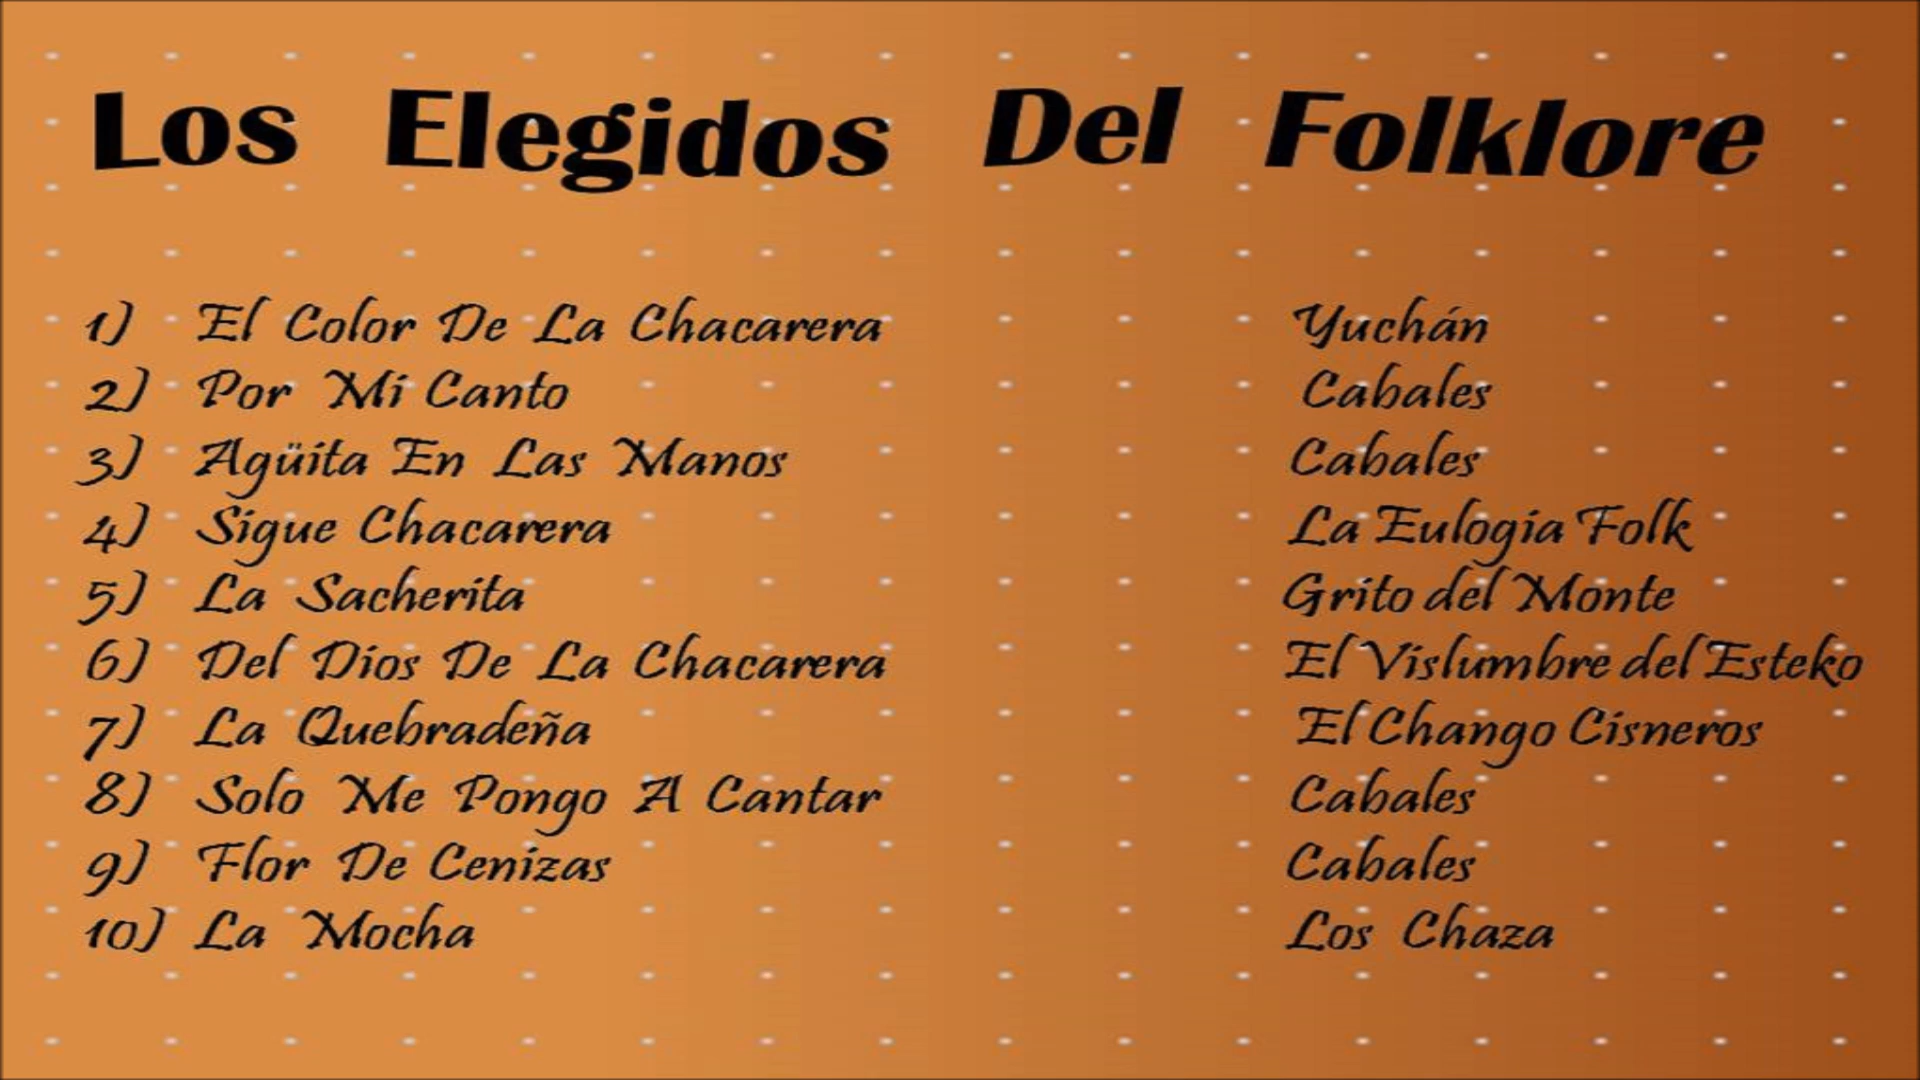 Los Elegidos Del Folklore
1) El Color De La Chacarera Yuchán
2) Por Mi Canto Cabales
3) Agüita En Las Manos Cabales
4) Sigue Chacarera La Eulogia Folk
5) La Sacherita Grito del Monte
6) Del Dios De La Chacarera El Vislumbre del Esteko
7) La Quebradeña El Chango Cisneros
8) Solo Me Pongo A Cantar Cabales
9) Flor De Cenizas Cabales
10) La Mocha Los Chaza